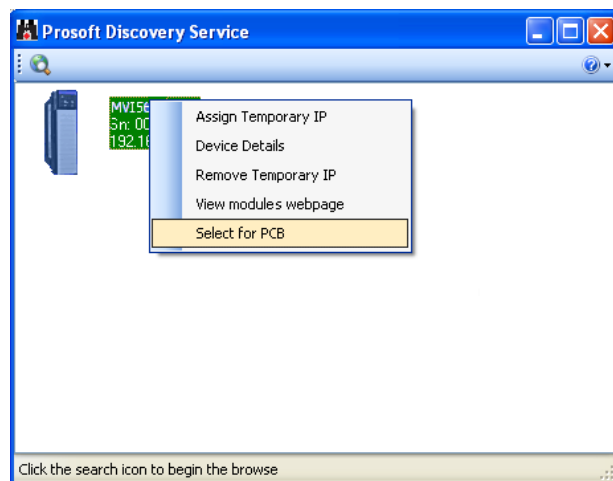 Prosoft Discovery Service
MVI56
Sn: 00
192.16
Assign Temporary IP
Device Details
Remove Temporary IP
View modules webpage
Select for PCB
Click the search icon to begin the browse